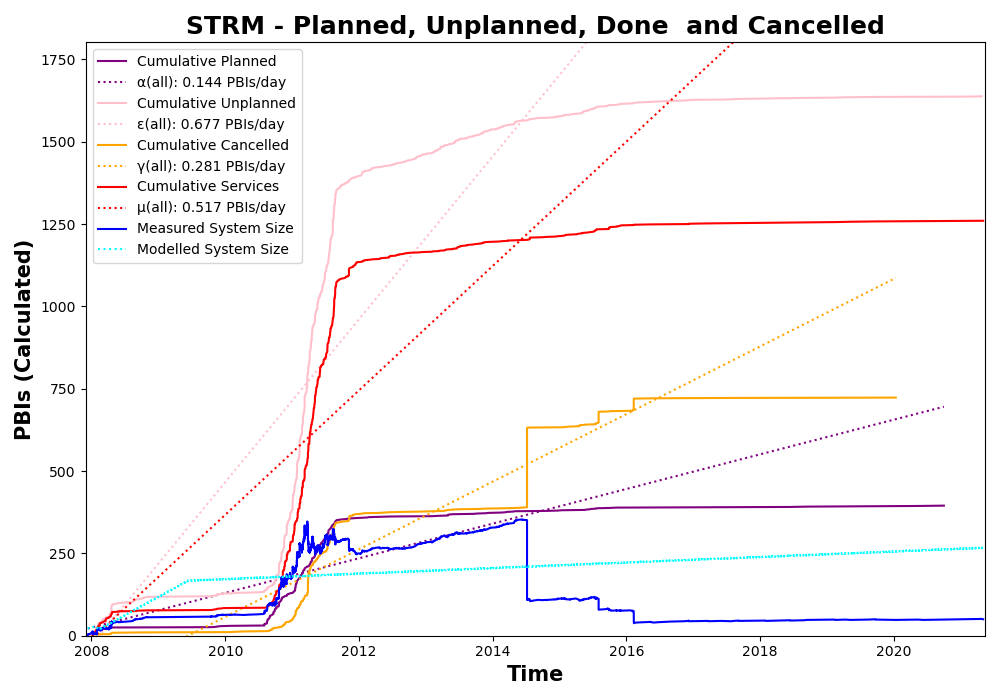 STRM - Planned, Unplanned, Done  and Cancelled
PBIs (Calculated)
1750
1500
1250
1000
750
500
250
0
Cumulative Planned
α(all): 0.144 PBIs/day
Cumulative Unplanned
ε(all): 0.677 PBIs/day
Cumulative Cancelled
γ(all): 0.281 PBIs/day
Cumulative Services
μ(all): 0.517 PBIs/day
Measured System Size
Modelled System Size
2008 2010 2012 2014 2016 2018 2020
Time